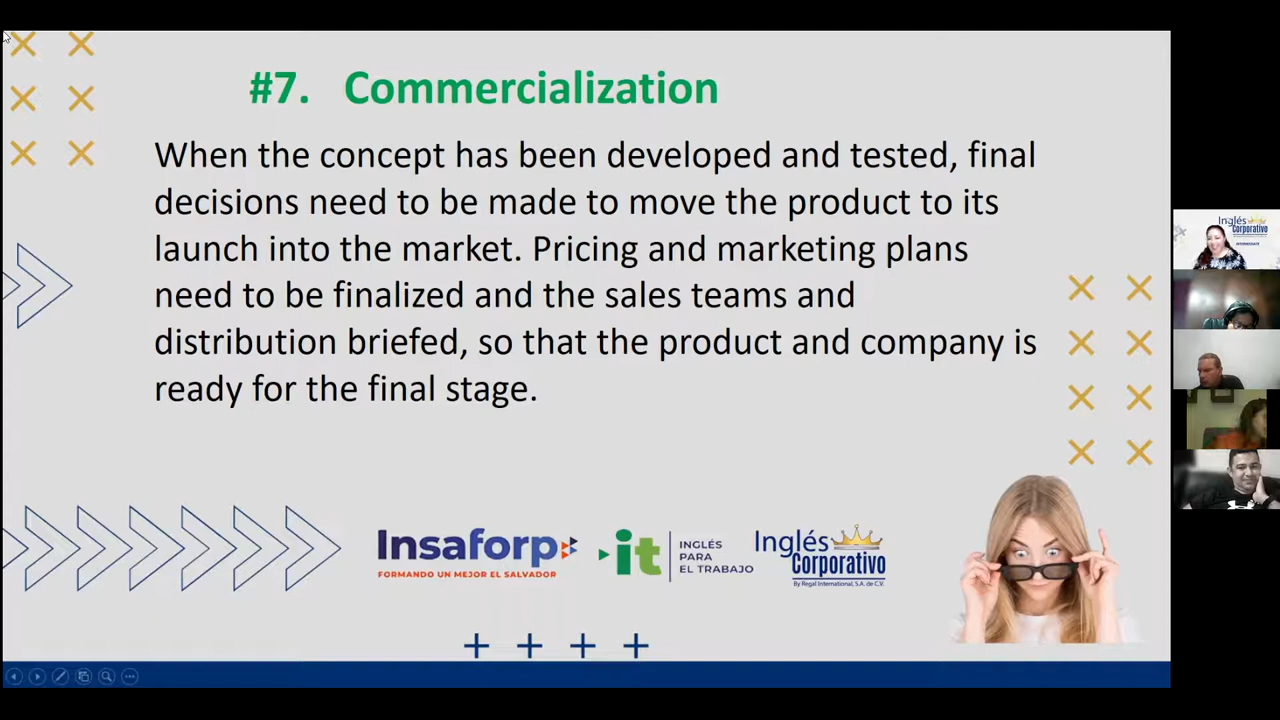 #7. Commercialization
When the concept has been developed and tested, final
decisions need to be made to move the product to its
launch into the market. Pricing and marketing plans
need to be finalized and the sales teams and
distribution briefed, so that the product and company is
ready for the final stage.
Insaforp
FORMANDO UN MEJOR EL SALVADOR
it
INGLÉS
PARA
EL TRABAJO
Inglés
Corporativo
By Regal International, S.A. de C.V.
Inglés
Corporativo
INTERMEDIATE